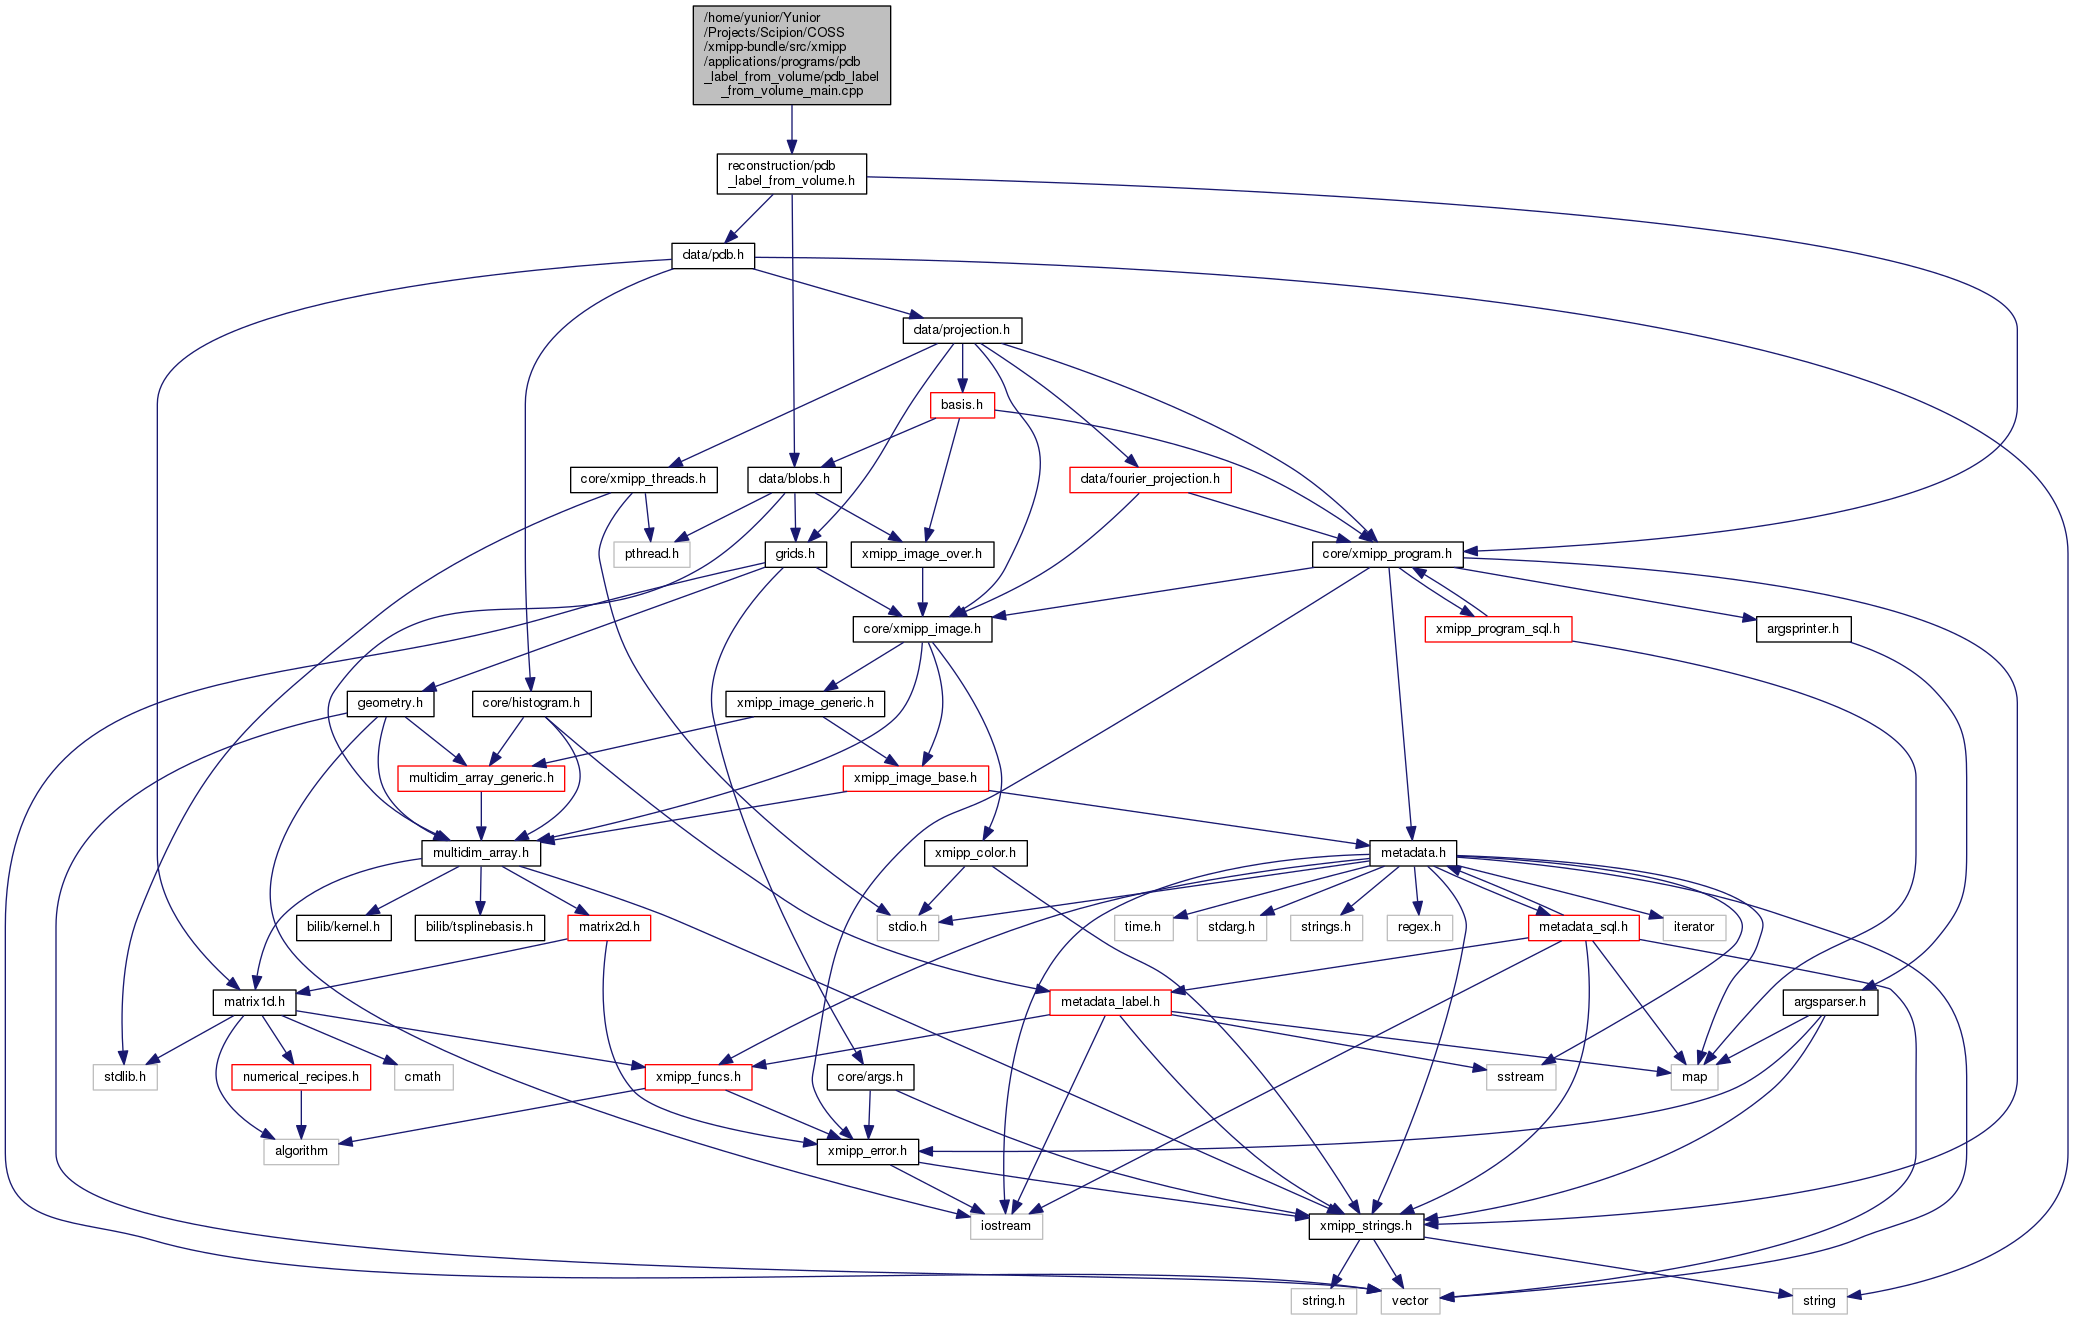 /home/yunior/Yunior
/Projects/Scipion/COSS
/xmipp-bundle/src/xmipp
/applications/programs/pdb
_label_from_volume/pdb_label
_from_volume_main.cpp
reconstruction/pdb
_label_from_volume.h
data/pdb.h
data/projection.h
basis.h
core/xmipp_threads.h
data/blobs.h
data/fourier_projection.h
pthread.h
grids.h
xmipp_image_over.h
core/xmipp_program.h
core/xmipp_image.h
xmipp_program_sql.h
argsprinter.h
geometry.h
core/histogram.h
xmipp_image_generic.h
multidim_array_generic.h
xmipp_image_base.h
multidim_array.h
xmipp_color.h
metadata.h
bilib/kernel.h
bilib/tsplinebasis.h
matrix2d.h
stdio.h
time.h
stdarg.h
strings.h
regex.h
metadata_sql.h
iterator
matrix1d.h
metadata_label.h
argsparser.h
stdlib.h
numerical_recipes.h
cmath
xmipp_funcs.h
core/args.h
sstream
map
algorithm
xmipp_error.h
iostream
xmipp_strings.h
string.h
vector
string